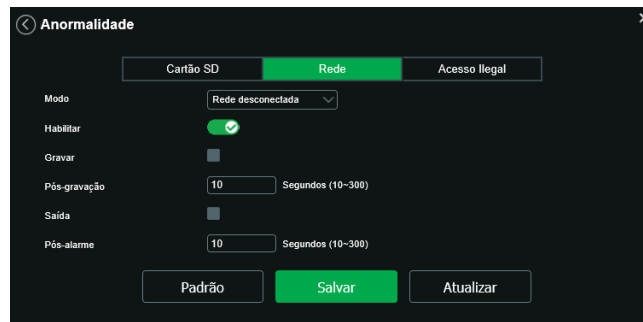 Anormalidade
Cartão SD Rede Acesso Ilegal
Modo Rede desconectada
Habilitar
Gravar
Pós-gravação 10 Segundos (10~300)
Saída
Pós-alarme 10 Segundos (10~300)
Padrão Salvar Atualizar